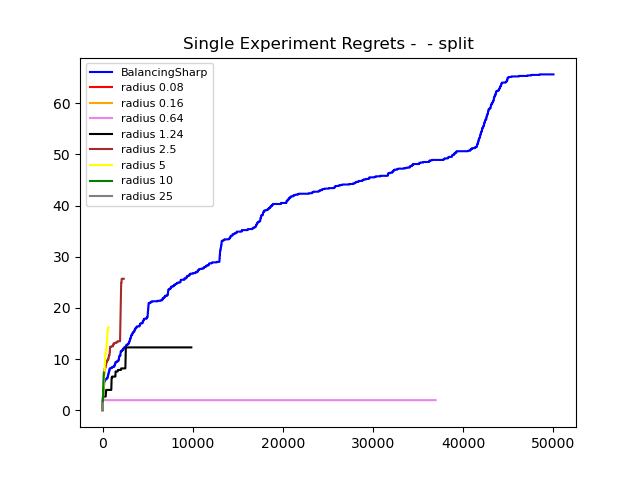 Single Experiment Regrets -  - split
BalancingSharp
radius 0.08
radius 0.16
radius 0.64
radius 1.24
radius 2.5
radius 5
radius 10
radius 25
60
50
40
30
20
10
0
0 10000 20000 30000 40000 50000